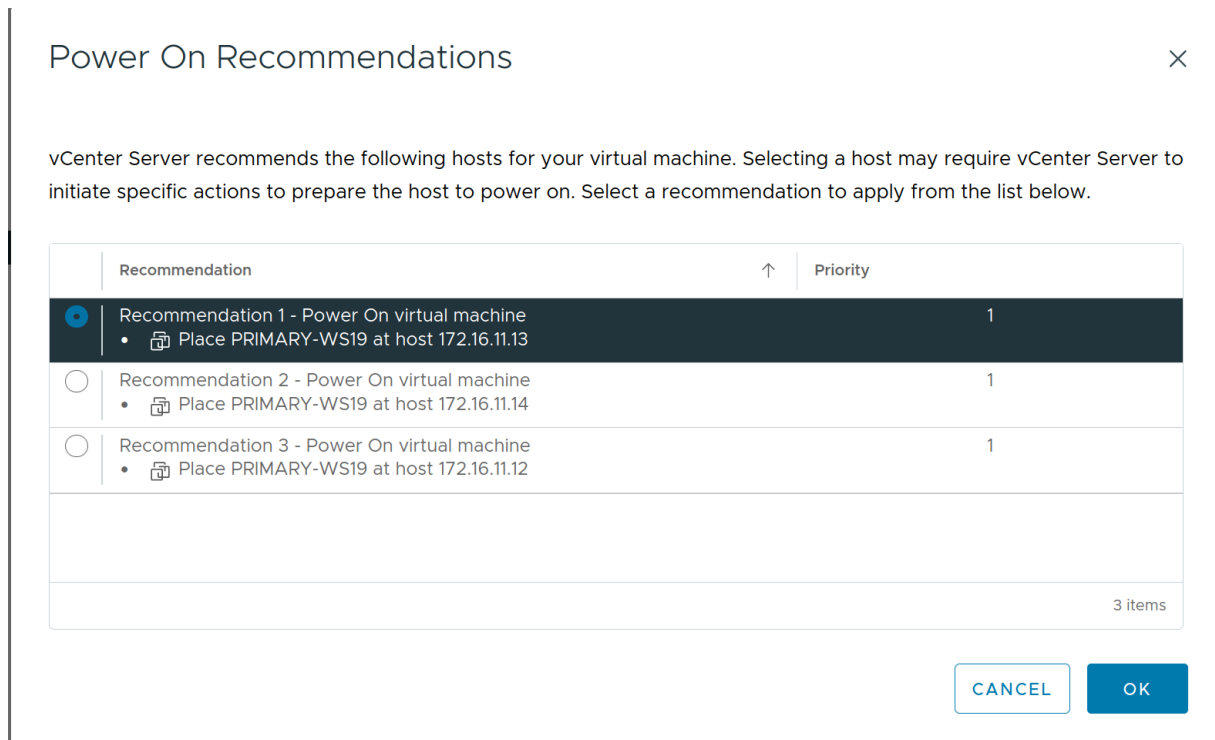 Power On Recommendations
vCenter Server recommends the following hosts for your virtual machine. Selecting a host may require vCenter Server to
initiate specific actions to prepare the host to power on. Select a recommendation to apply from the list below.
Recommendation Priority
Recommendation 1 - Power On virtual machine 1
• Place PRIMARY-WS19 at host 172.16.11.13
Recommendation 2 - Power On virtual machine 1
• Place PRIMARY-WS19 at host 172.16.11.14
Recommendation 3 - Power On virtual machine 1
• Place PRIMARY-WS19 at host 172.16.11.12
3 items
CANCEL OK